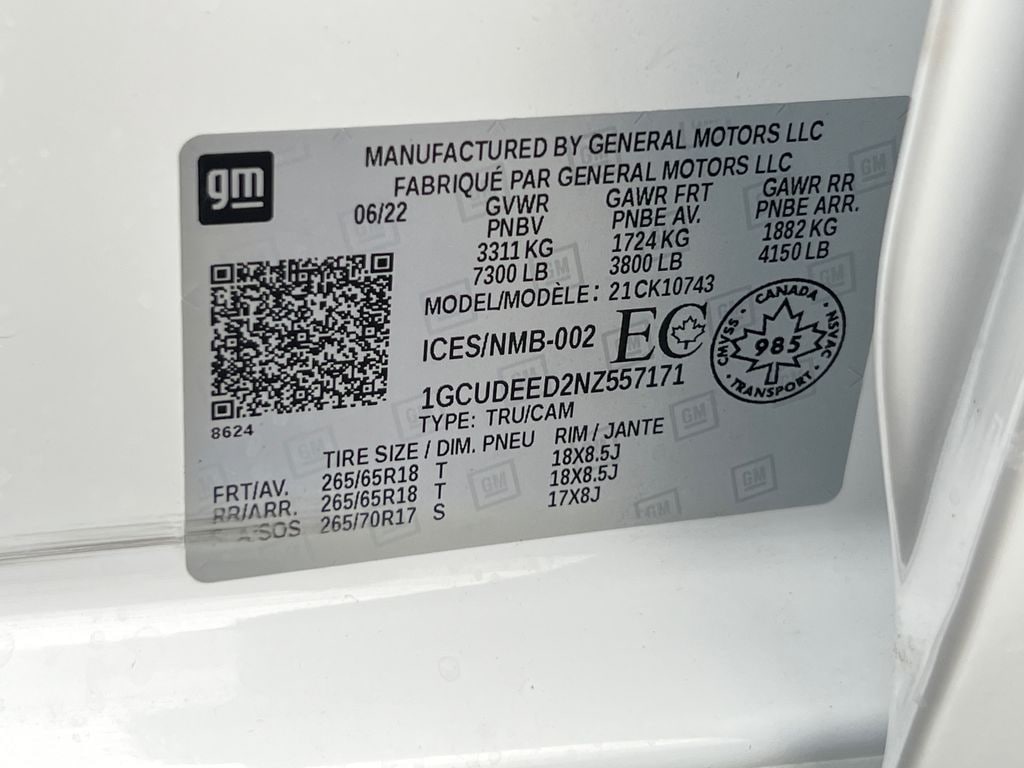 gm
MANUFACTURED BY GENERAL MOTORS LLC
FABRIQUÉ PAR GENERAL MOTORS LLC
06/22
GVWR GAWR FRT GAWR RR
PNBV PNBE AV. PNBE ARR.
3311 KG 1724 KG 1882 KG
7300 LB 3800 LB 4150 LB
MODEL/MODÈLE: 21CK10743
ICES/NMB-002 EC
CANADA
CMVSS 985 NSVAC
TRANSPORT
1GCUDEED2NZ557171
TYPE: TRU/CAM
8624
TIRE SIZE / DIM. PNEU RIM / JANTE
FRT/AV. 265/65R18 T 18X8.5J
RR/ARR. 265/65R18 T 18X8.5J
265/70R17 S 17X8J